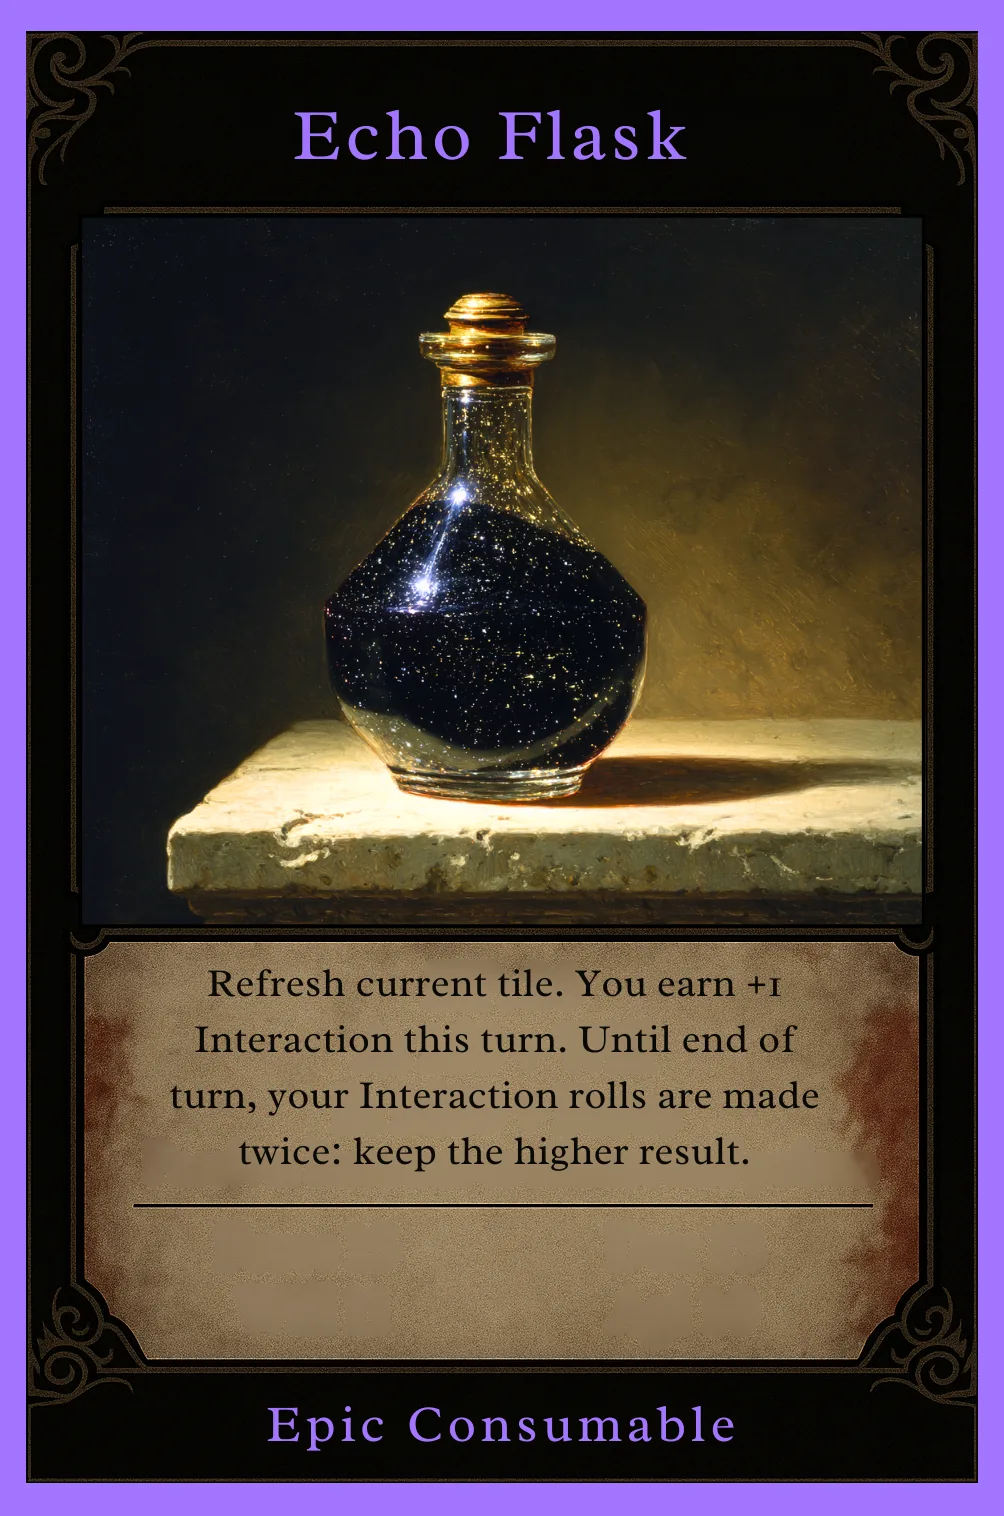 Echo Flask
Refresh current tile. You earn +1
Interaction this turn. Until end of
turn, your Interaction rolls are made
twice: keep the higher result.
Epic Consumable